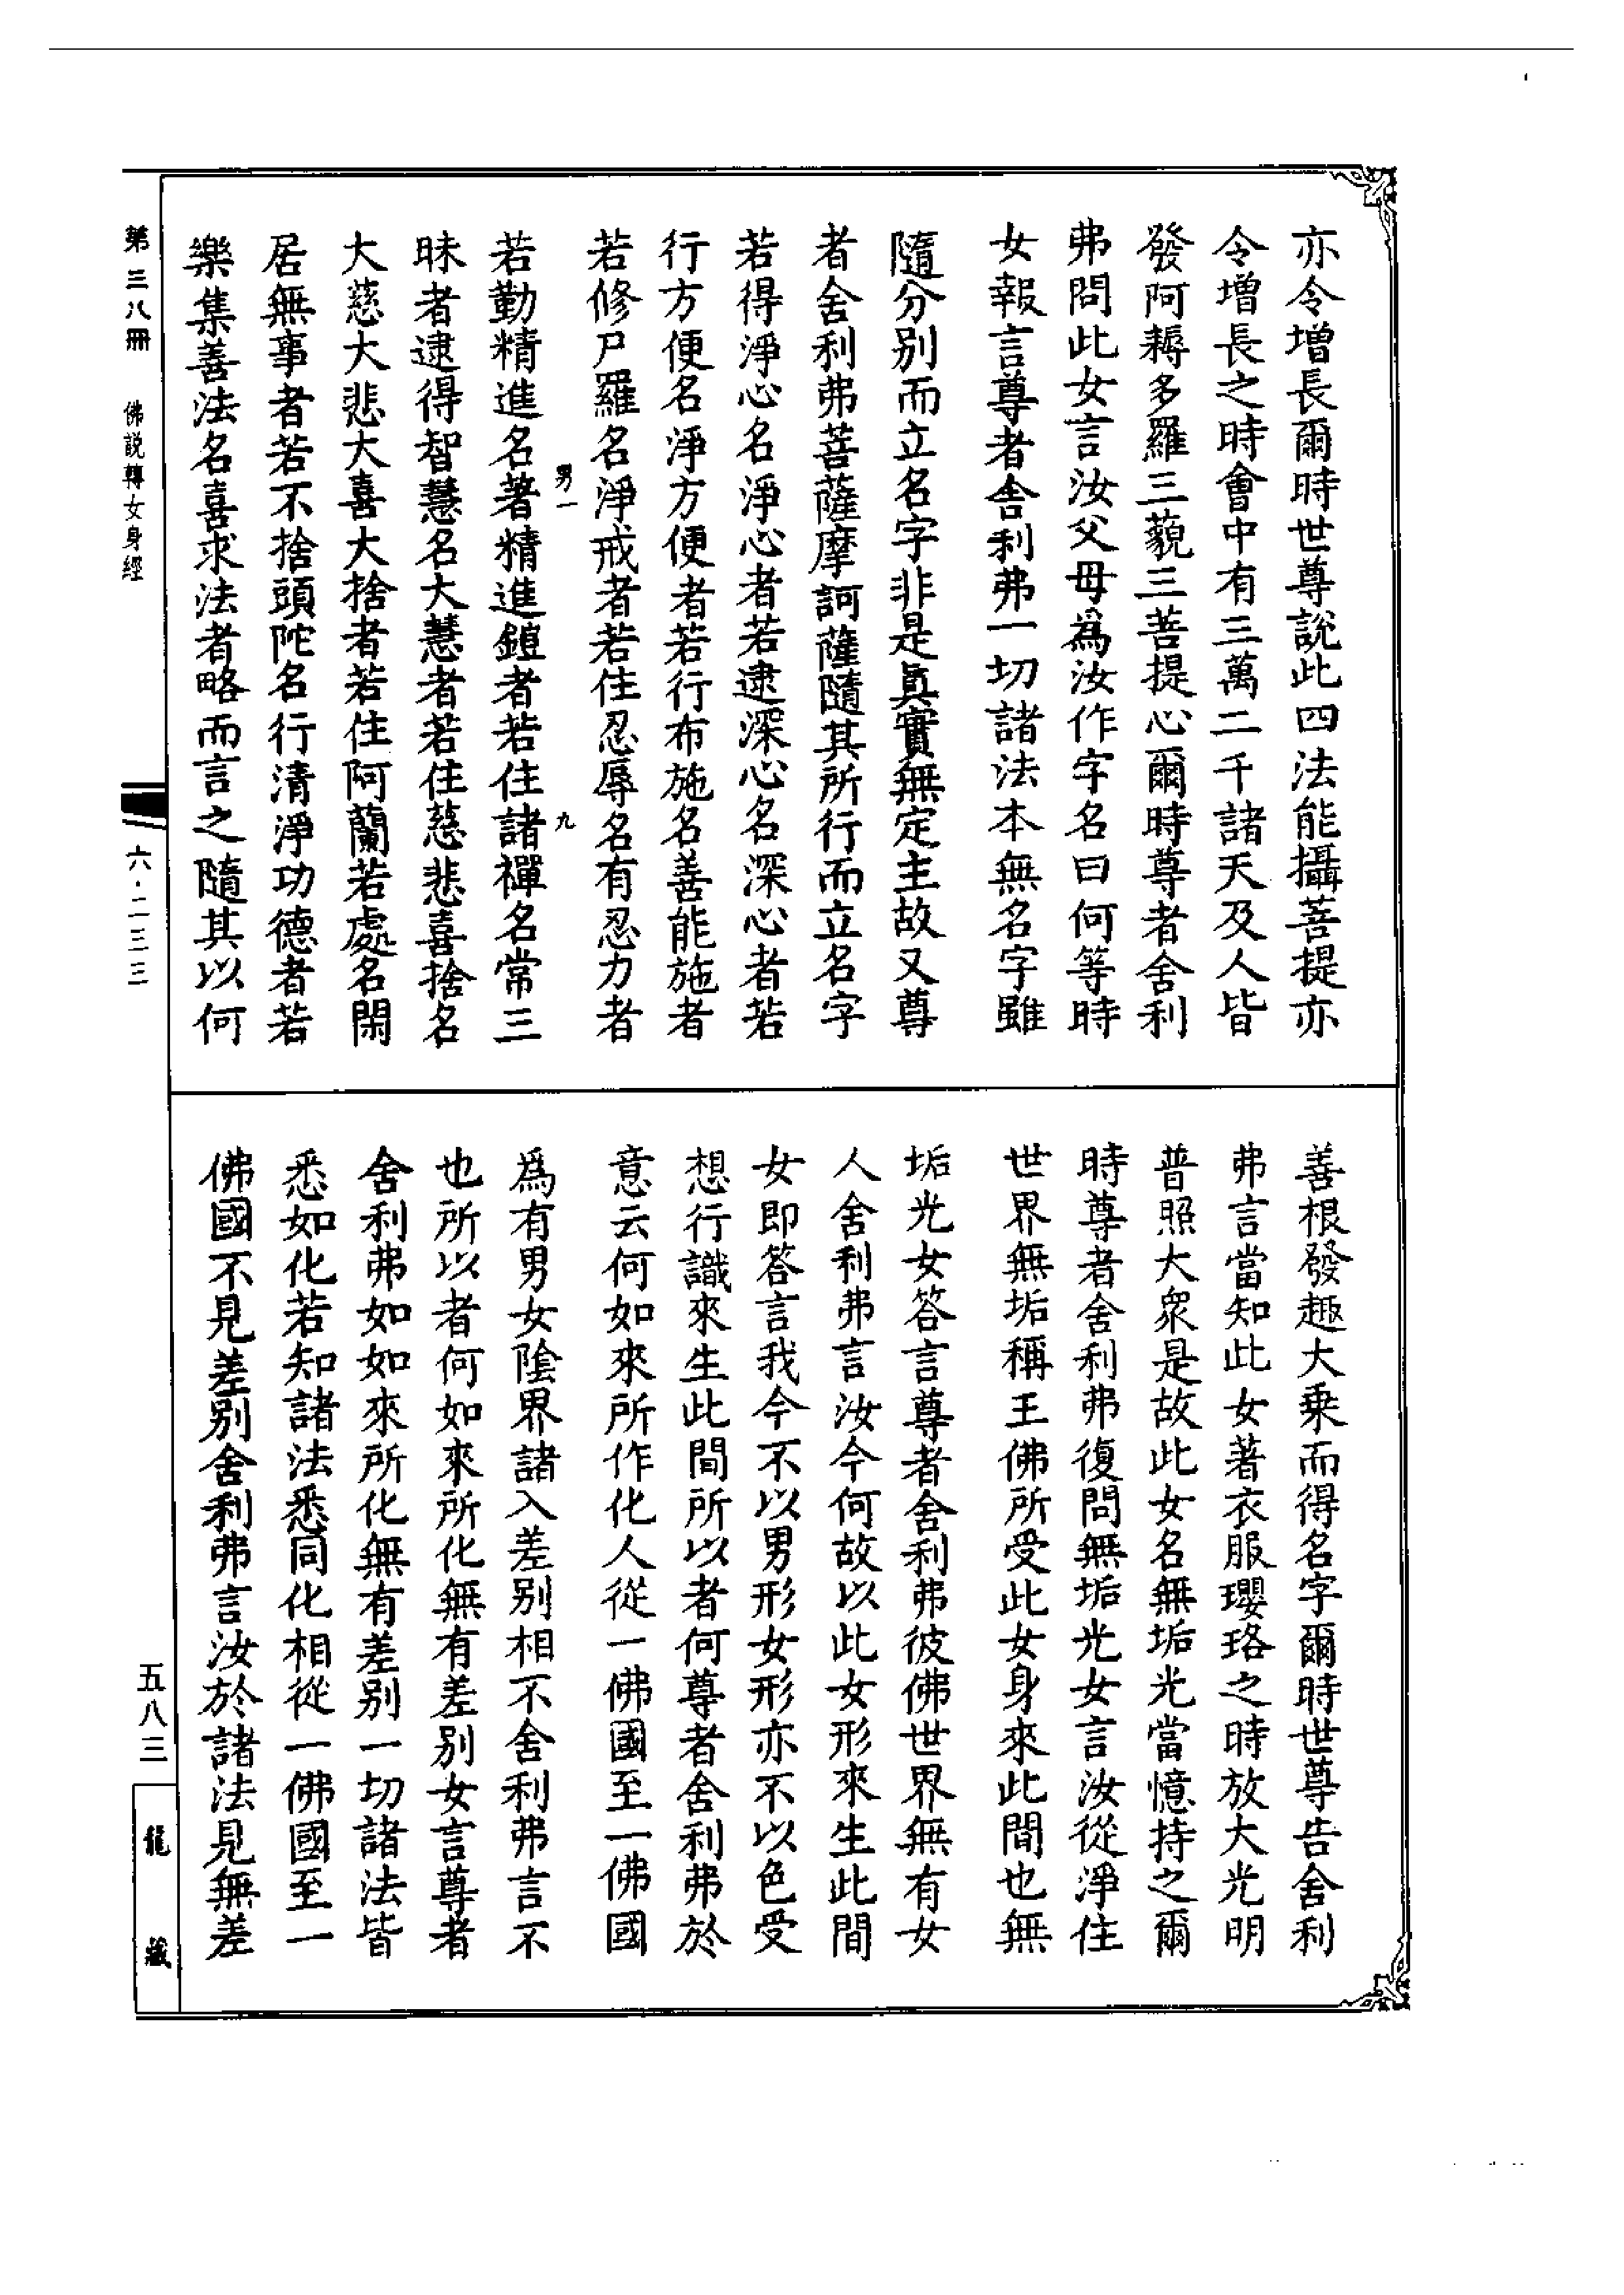 亦令增長爾時世尊說此四法能攝菩提亦
令增長之時會中有三萬二千諸天及人皆
發阿耨多羅三藐三菩提心爾時尊者舍利
弗問此女言汝父母爲汝作字名曰何等時
女報言尊者舍利弗一切諸法本無名字雖
隨分別而立名字非是眞實無定主故又尊
者舍利弗菩薩摩訶薩隨其所行而立名字
若得淨心名淨心者若逮深心名深心者若
行方便名淨方便者若行布施名善能施者
若修尸羅名淨戒者若住忍辱名有忍力者
男一
九
若勤精進名著精進鎧者若住諸禪名常三
昧者逮得智慧名大慧者若住慈悲喜捨名
大慈大悲大喜大捨者若住阿蘭若處名閑
居無事者若不捨頭陀名行清淨功德者若
樂集善法名喜求法者略而言之隨其以何
善根發趣大乘而得名字爾時世尊告舍利
弗言當知此女著衣服瓔珞之時放大光明
普照大衆是故此女名無垢光當憶持之爾
時尊者舍利弗復問無垢光女言汝從淨住
世界無垢稱王佛所受此女身來此間也無
垢光女答言尊者舍利弗彼佛世界無有女
人舍利弗言汝今何故以此女形來生此間
女即答言我今不以男形女形亦不以色受
想行識來生此間所以者何尊者舍利弗於
意云何如來所作化人從一佛國至一佛國
爲有男女陰界諸入差別相不舍利弗言不
也所以者何如來所化無有差別女言尊者
舍利弗如如來所化無有差別一切諸法皆
悉如化若知諸法悉同化相從一佛國至一
佛國不見差別舍利弗言汝於諸法見無差
第三八冊
佛說轉女身經
六·二三三
五八三
龍藏